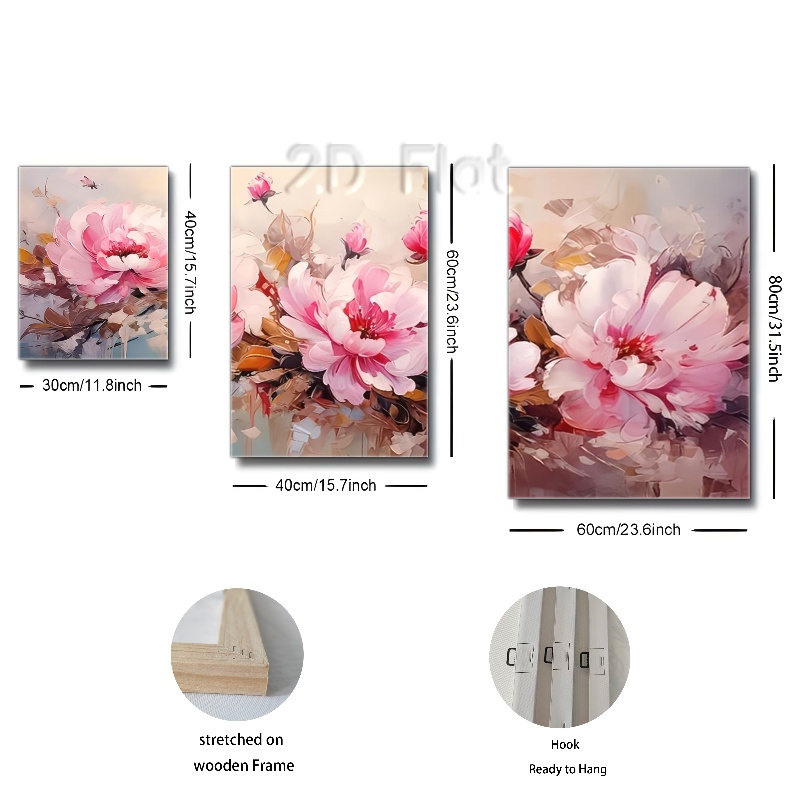 2D Flat
40cm/15.7inch
30cm/11.8inch
60cm/23.6inch
40cm/15.7inch
80cm/31.5inch
60cm/23.6inch
stretched on
wooden Frame
Hook
Ready to Hang